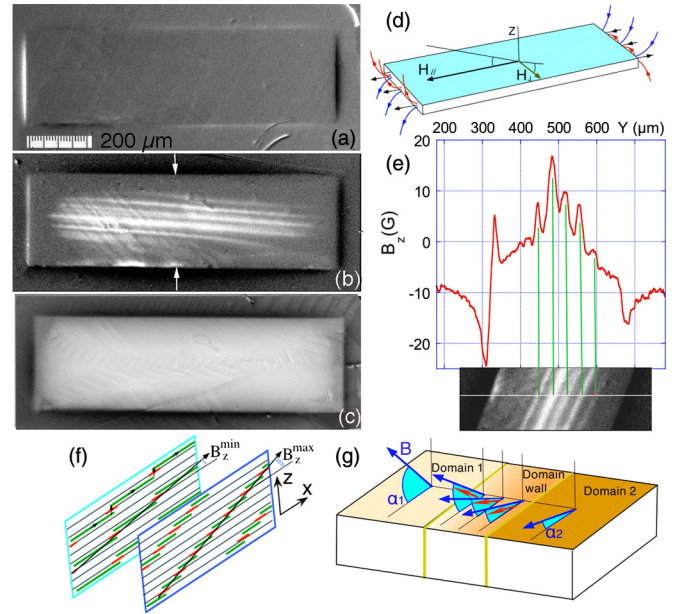 (a)
200 µm
(b)
(c)
(d)
Z
H//
H⊥
(e)
200 300 400 500 600 Y (µm)
20
10
0
-10
-20
B_z(G)
(f)
B_z^min
B_z^max
Z
X
(g)
B
α1
Domain 1
Domain
wall
Domain 2
α2